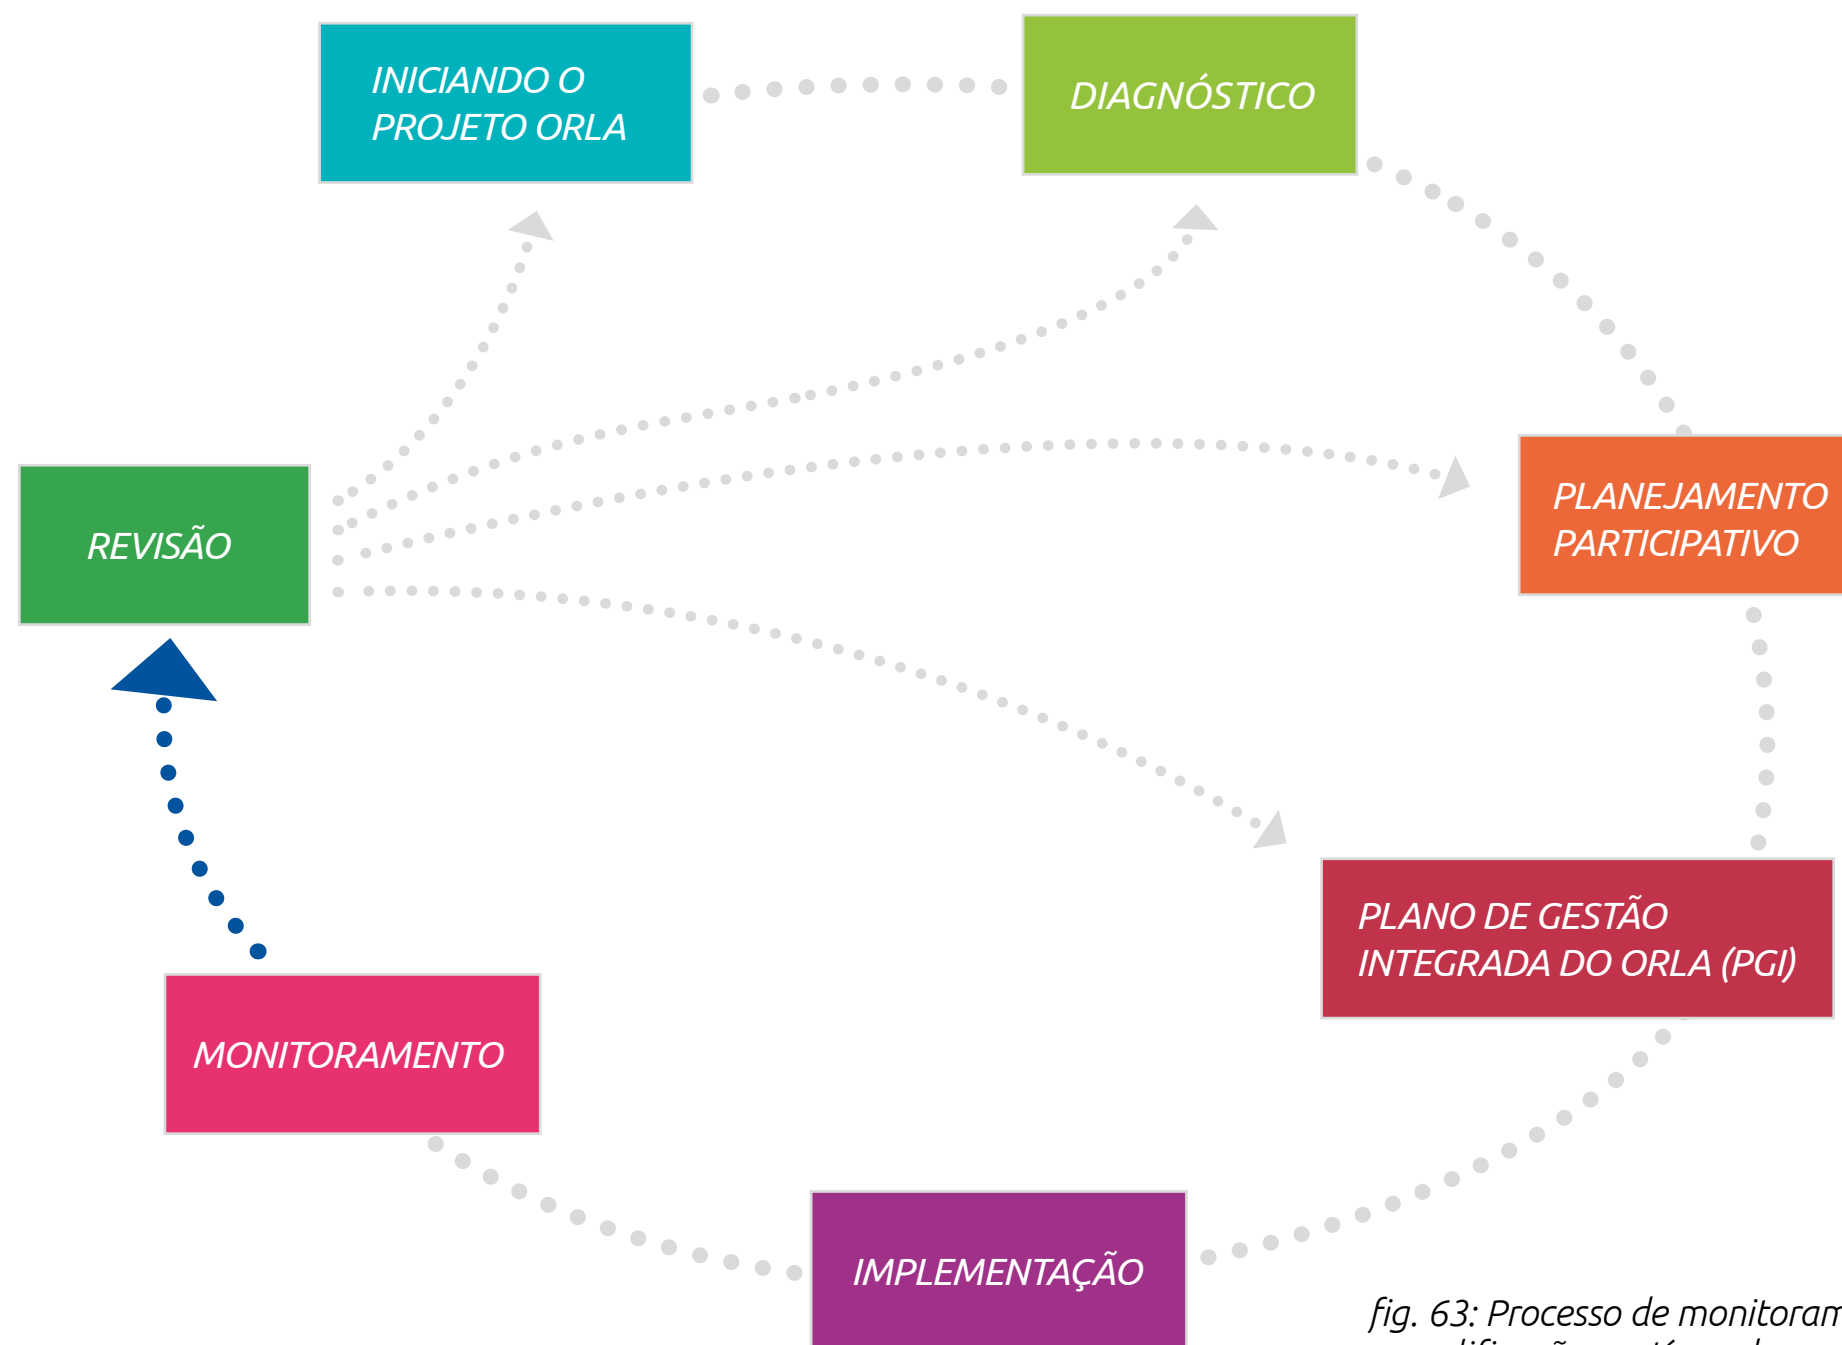 INICIANDO O
PROJETO ORLA
DIAGNÓSTICO
PLANEJAMENTO
PARTICIPATIVO
REVISÃO
PLANO DE GESTÃO
INTEGRADA DO ORLA (PGI)
MONITORAMENTO
IMPLEMENTAÇÃO
fig. 63: Processo de